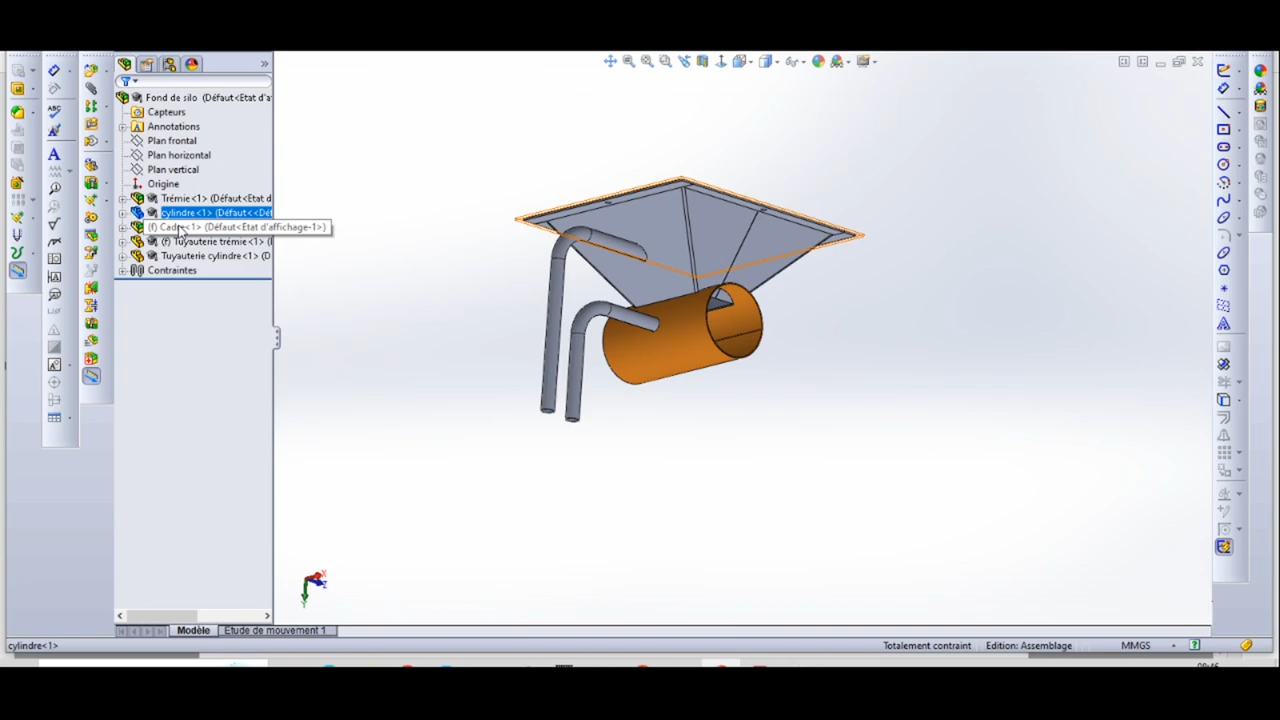 Fond de silo (Défaut<Etat d'a
Capteurs
Annotations
Plan frontal
Plan horizontal
Plan vertical
Origine
Trémie<1> (Défaut<Etat d
cylindre<1> (Défaut<<Déf
(f) Cadre<1> (Défaut<Etat d'affichage-1>)
(f) Tuyauterie trémie<1> (I
Tuyauterie cylindre<1> (D
Contraintes
ABC
A
X
Z
Y
Modèle
Etude de mouvement 1
cylindre<1>
Totalement contraint
Edition: Assemblage
MMGS